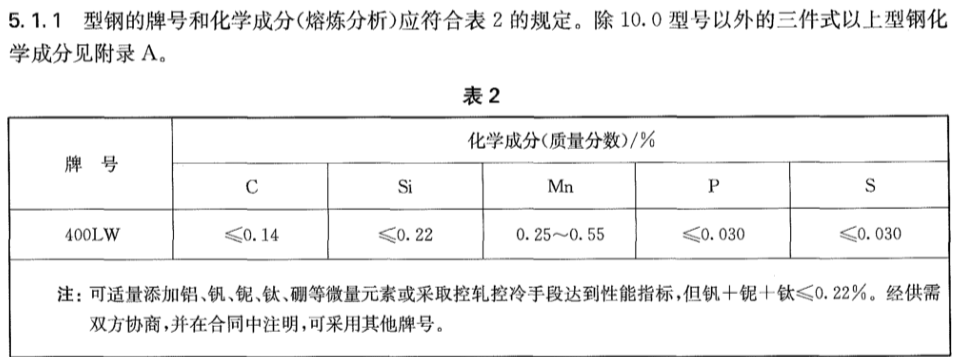 5.1.1 型钢的牌号和化学成分(熔炼分析)应符合表 2 的规定。除 10.0 型号以外的三件式以上型钢化
学成分见附录 A。
表 2
牌 号
化学成分(质量分数)/%
C Si Mn P S
400LW ≤0.14 ≤0.22 0.25～0.55 ≤0.030 ≤0.030
注: 可适量添加铝、钒、铌、钛、硼等微量元素或采取控轧控冷手段达到性能指标,但钒＋铌＋钛≤0.22%。经供需
双方协商,并在合同中注明,可采用其他牌号。